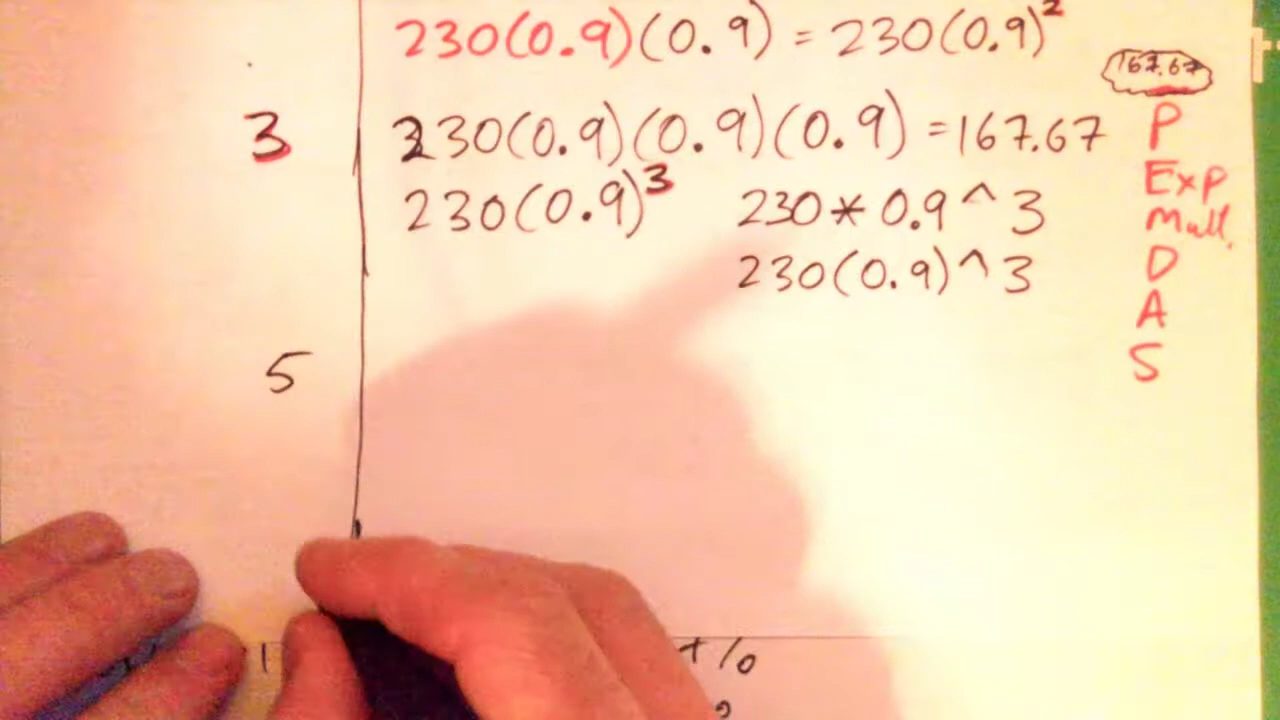 230(0.9)(0.9) = 230(0.9)²
167.67
3 230(0.9)(0.9)(0.9) = 167.67
230(0.9)³ 230 * 0.9 ^ 3
230(0.9) ^ 3
P
Exp
Mult.
D
A
S
5